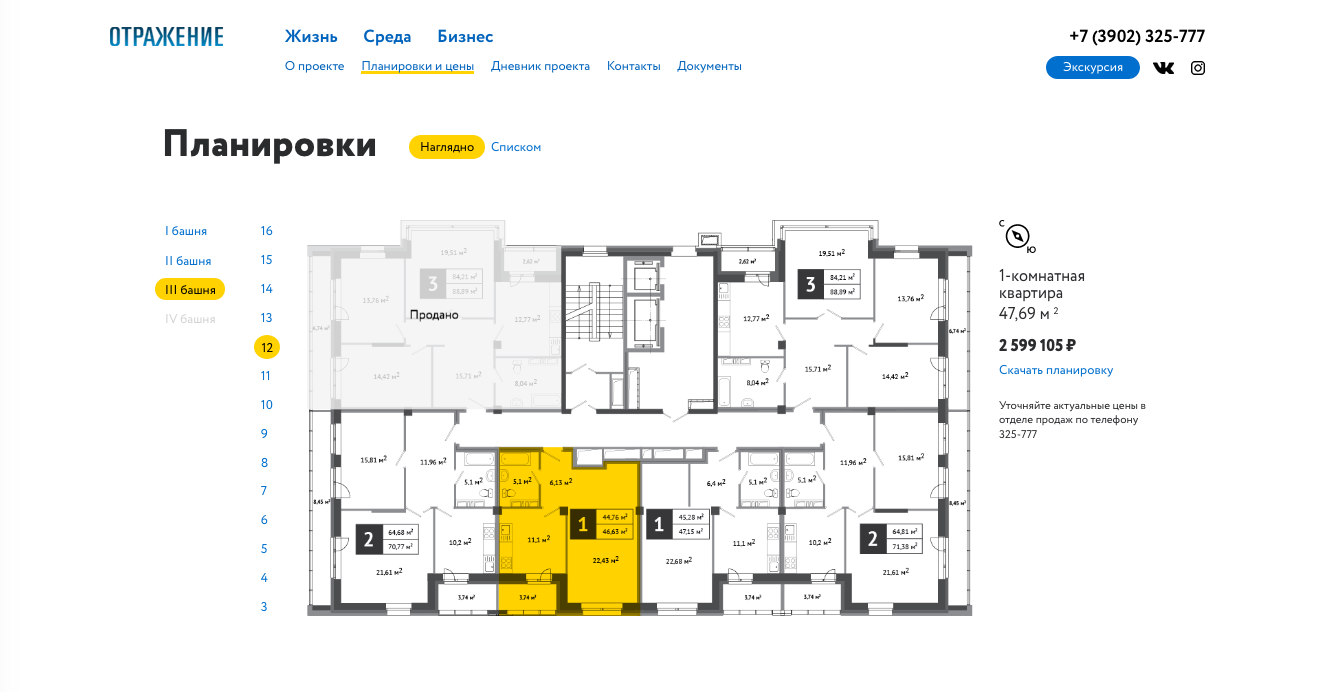 ОТРАЖЕНИЕ
Жизнь Среда Бизнес
+7 (3902) 325-777
О проекте Планировки и цены Дневник проекта Контакты Документы
Экскурсия
Планировки
Наглядно Списком
I башня
II башня
III башня
IV башня
16
15
14
13
12
11
10
9
8
7
6
5
4
3
19,51 м²
2,62 м²
3
84,21 м²
88,89 м²
13,76 м²
12,77 м²
Продано
6,74 м²
14,42 м²
15,71 м²
8,04 м²
2,62 м²
19,51 м²
3
84,21 м²
88,89 м²
13,76 м²
12,77 м²
6,74 м²
8,04 м²
15,71 м²
14,42 м²
15,81 м²
11,96 м²
5,1 м²
8,45 м²
2
64,68 м²
70,77 м²
10,2 м²
21,61 м²
3,74 м²
5,1 м²
6,13 м²
1
44,76 м²
46,63 м²
11,1 м²
22,43 м²
3,74 м²
6,4 м²
5,1 м²
1
45,28 м²
47,15 м²
11,1 м²
22,68 м²
3,74 м²
5,1 м²
11,96 м²
15,81 м²
8,45 м²
2
64,81 м²
71,38 м²
10,2 м²
21,61 м²
3,74 м²
С
Ю
1-комнатная
квартира
47,69 м ²
2 599 105 ₽
Скачать планировку
Уточняйте актуальные цены в
отделе продаж по телефону
325-777